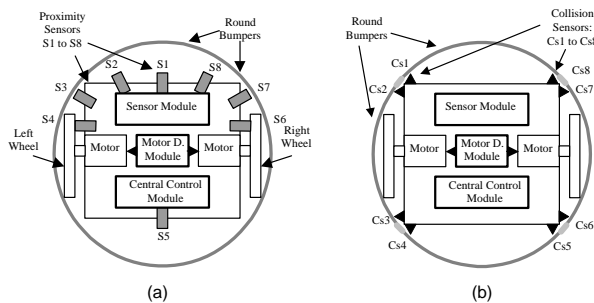 Proximity
Sensors
S1 to S8
Round
Bumpers
S1
S2
S8
S3
S7
S4
S6
Sensor Module
Left
Wheel
Right
Wheel
Motor
Motor D.
Module
Motor
Central Control
Module
S5
(a)
Round
Bumpers
Collision
Sensors:
Cs1 to Cs8
Cs1
Cs8
Cs2
Cs7
Sensor Module
Motor
Motor D.
Module
Motor
Central Control
Module
Cs3
Cs6
Cs4
Cs5
(b)